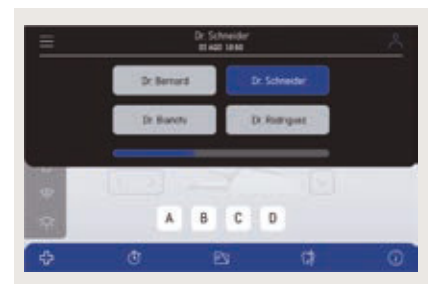 Dr. Schneider
Dr. Bernard
Dr. Schneider
Dr. Bianchi
Dr. Rodriguez
A B C D